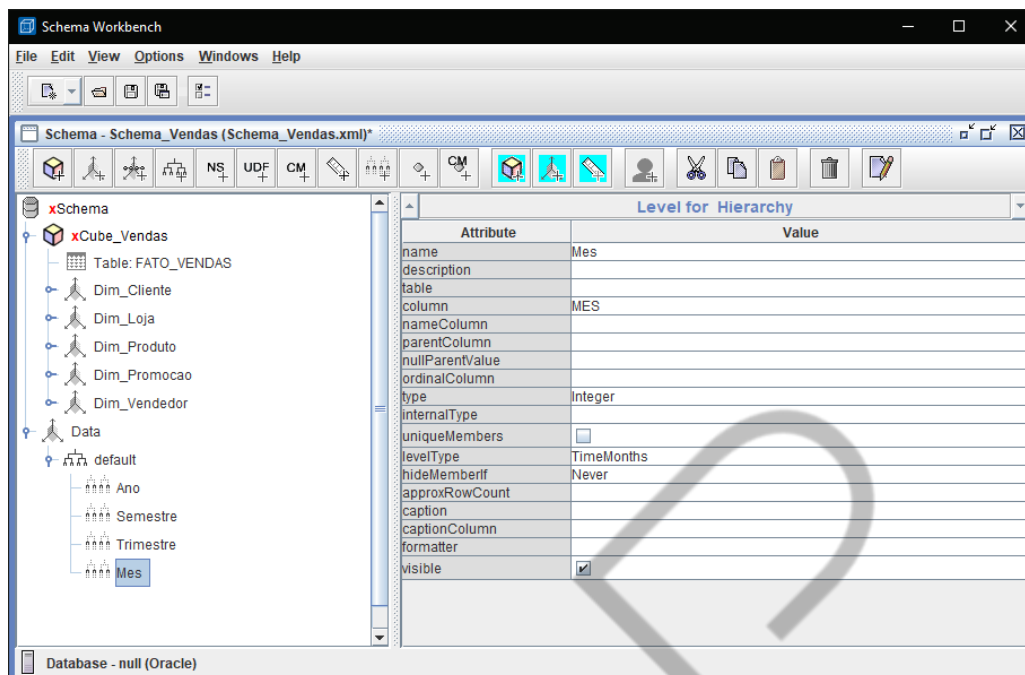 Schema Workbench
File Edit View Options Windows Help
Schema - Schema_Vendas (Schema_Vendas.xml)*
NS UDF CM CM
xSchema
xCube_Vendas
Table: FATO_VENDAS
Dim_Cliente
Dim_Loja
Dim_Produto
Dim_Promocao
Dim_Vendedor
Data
default
Ano
Semestre
Trimestre
Mes
Level for Hierarchy
Attribute Value
name Mes
description
table
column MES
nameColumn
parentColumn
nullParentValue
ordinalColumn
type Integer
internalType
uniqueMembers
levelType TimeMonths
hideMemberIf Never
approxRowCount
caption
captionColumn
formatter
visible
Database - null (Oracle)